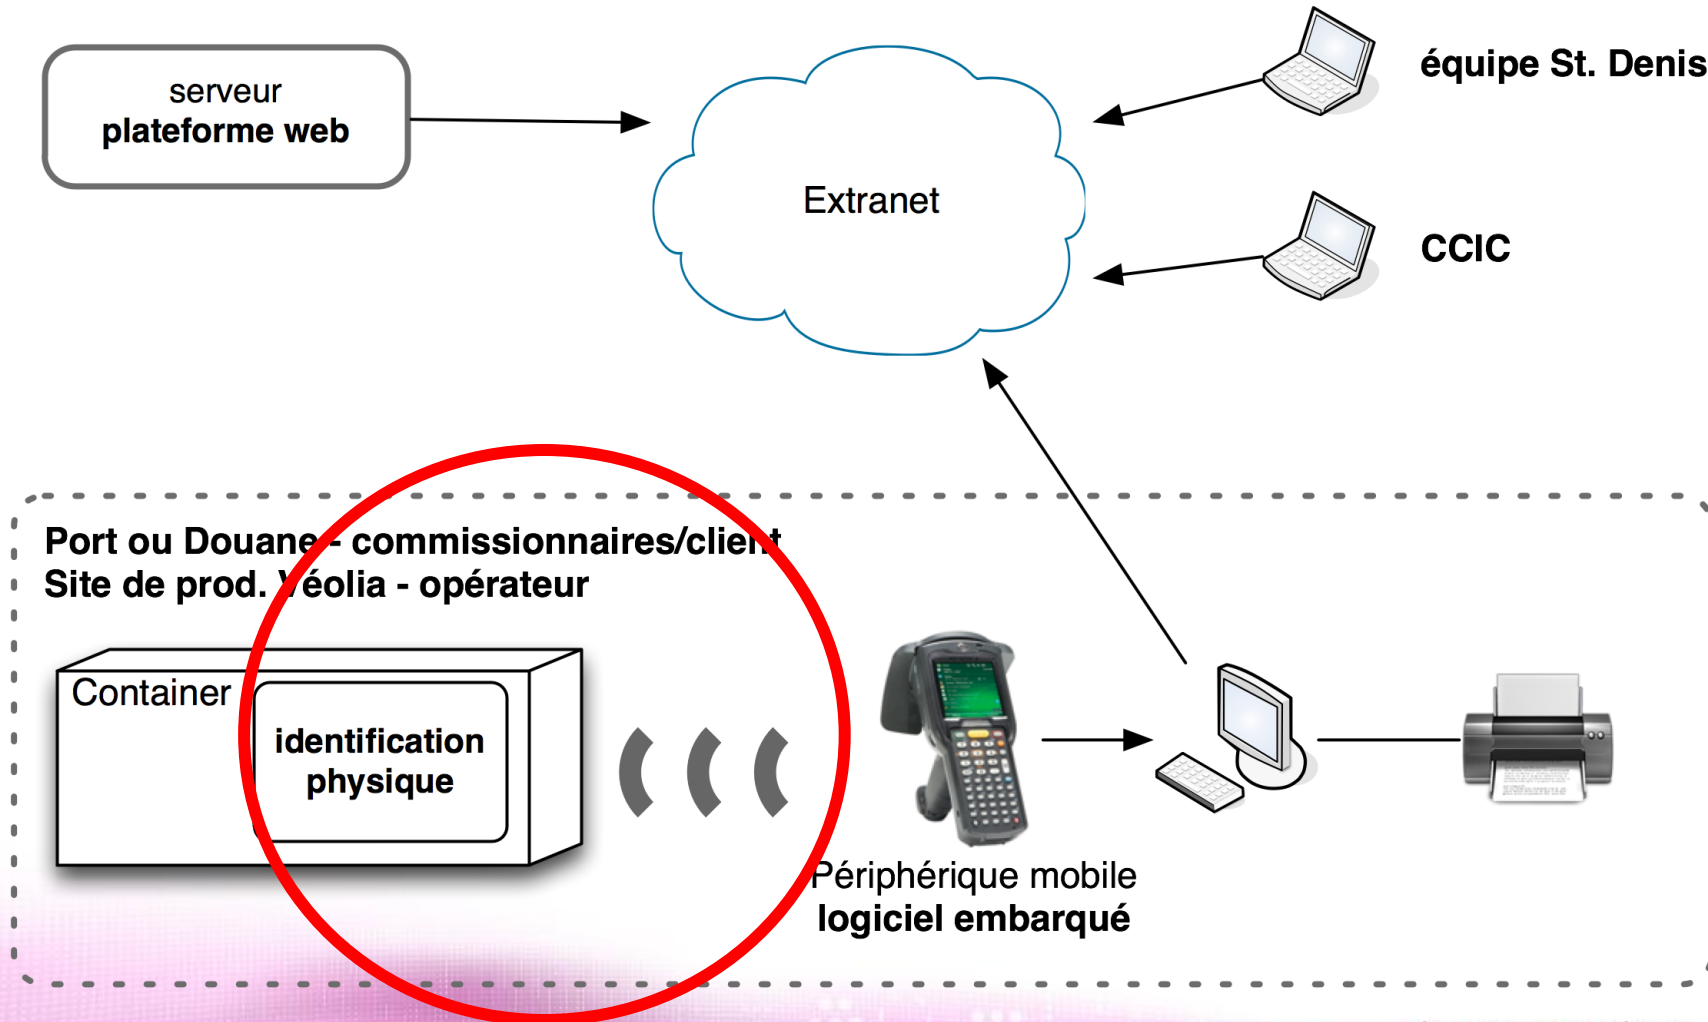 serveur
plateforme web
Extranet
équipe St. Denis
CCIC
Port ou Douane - commissionnaires/client
Site de prod. Véolia - opérateur
Container
identification
physique
Périphérique mobile
logiciel embarqué